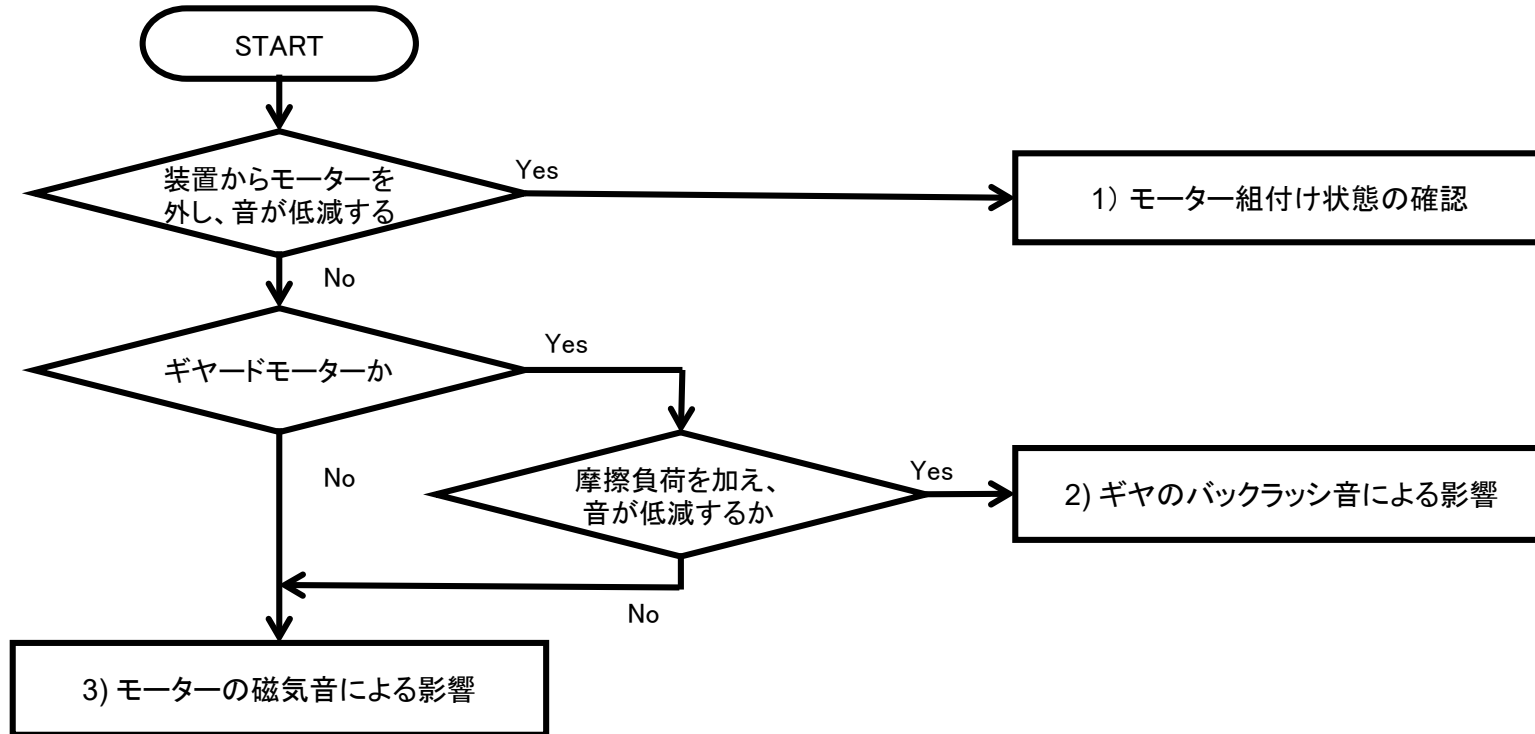 START
装置からモーターを
外し、音が低減する
Yes
1) モーター組付け状態の確認
No
ギヤードモーターか
Yes
No
摩擦負荷を加え、
音が低減するか
Yes
2) ギヤのバックラッシ音による影響
No
3) モーターの磁気音による影響